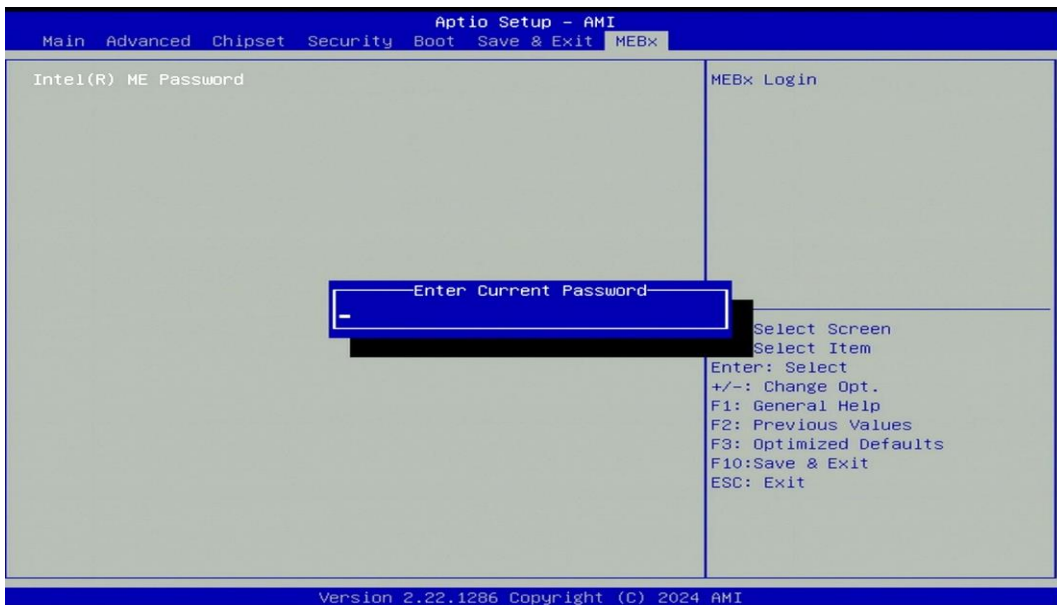 Aptio Setup – AMI
Main Advanced Chipset Security Boot Save & Exit MEBx
Intel(R) ME Password
MEBx Login
Enter Current Password
Select Screen
Select Item
Enter: Select
+/-: Change Opt.
F1: General Help
F2: Previous Values
F3: Optimized Defaults
F10:Save & Exit
ESC: Exit
Version 2.22.1286 Copyright (C) 2024 AMI